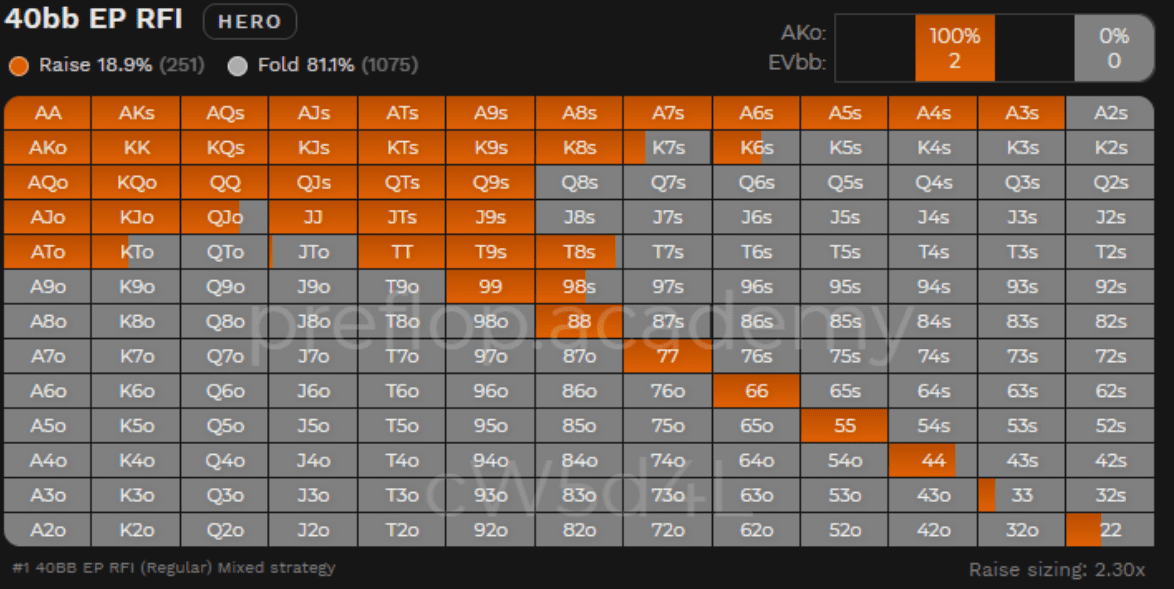 40bb EP RFI HERO
AKo: 100% 0%
EVbb: 2 0
Raise 18.9% (251) Fold 81.1% (1075)
AA AKs AQs AJs ATs A9s A8s A7s A6s A5s A4s A3s A2s
AKo KK KQs KJs KTs K9s K8s K7s K6s K5s K4s K3s K2s
AQo KQo QQ QJs QTs Q9s Q8s Q7s Q6s Q5s Q4s Q3s Q2s
AJo KJo QJo JJ JTs J9s J8s J7s J6s J5s J4s J3s J2s
ATo KTo QTo JTo TT T9s T8s T7s T6s T5s T4s T3s T2s
A9o K9o Q9o J9o T9o 99 98s 97s 96s 95s 94s 93s 92s
A8o K8o Q8o J8o T8o 98o 88 87s 86s 85s 84s 83s 82s
preflop.academy
A7o K7o Q7o J7o T7o 97o 87o 77 76s 75s 74s 73s 72s
A6o K6o Q6o J6o T6o 96o 86o 76o 66 65s 64s 63s 62s
A5o K5o Q5o J5o T5o 95o 85o 75o 65o 55 54s 53s 52s
A4o K4o Q4o J4o T4o 94o 84o 74o 64o 54o 44 43s 42s
A3o K3o Q3o J3o T3o 93o 83o 73o 63o 53o 43o 33 32s
cW5d4L
A2o K2o Q2o J2o T2o 92o 82o 72o 62o 52o 42o 32o 22
#1 40BB EP RFI (Regular) Mixed strategy
Raise sizing: 2.30x